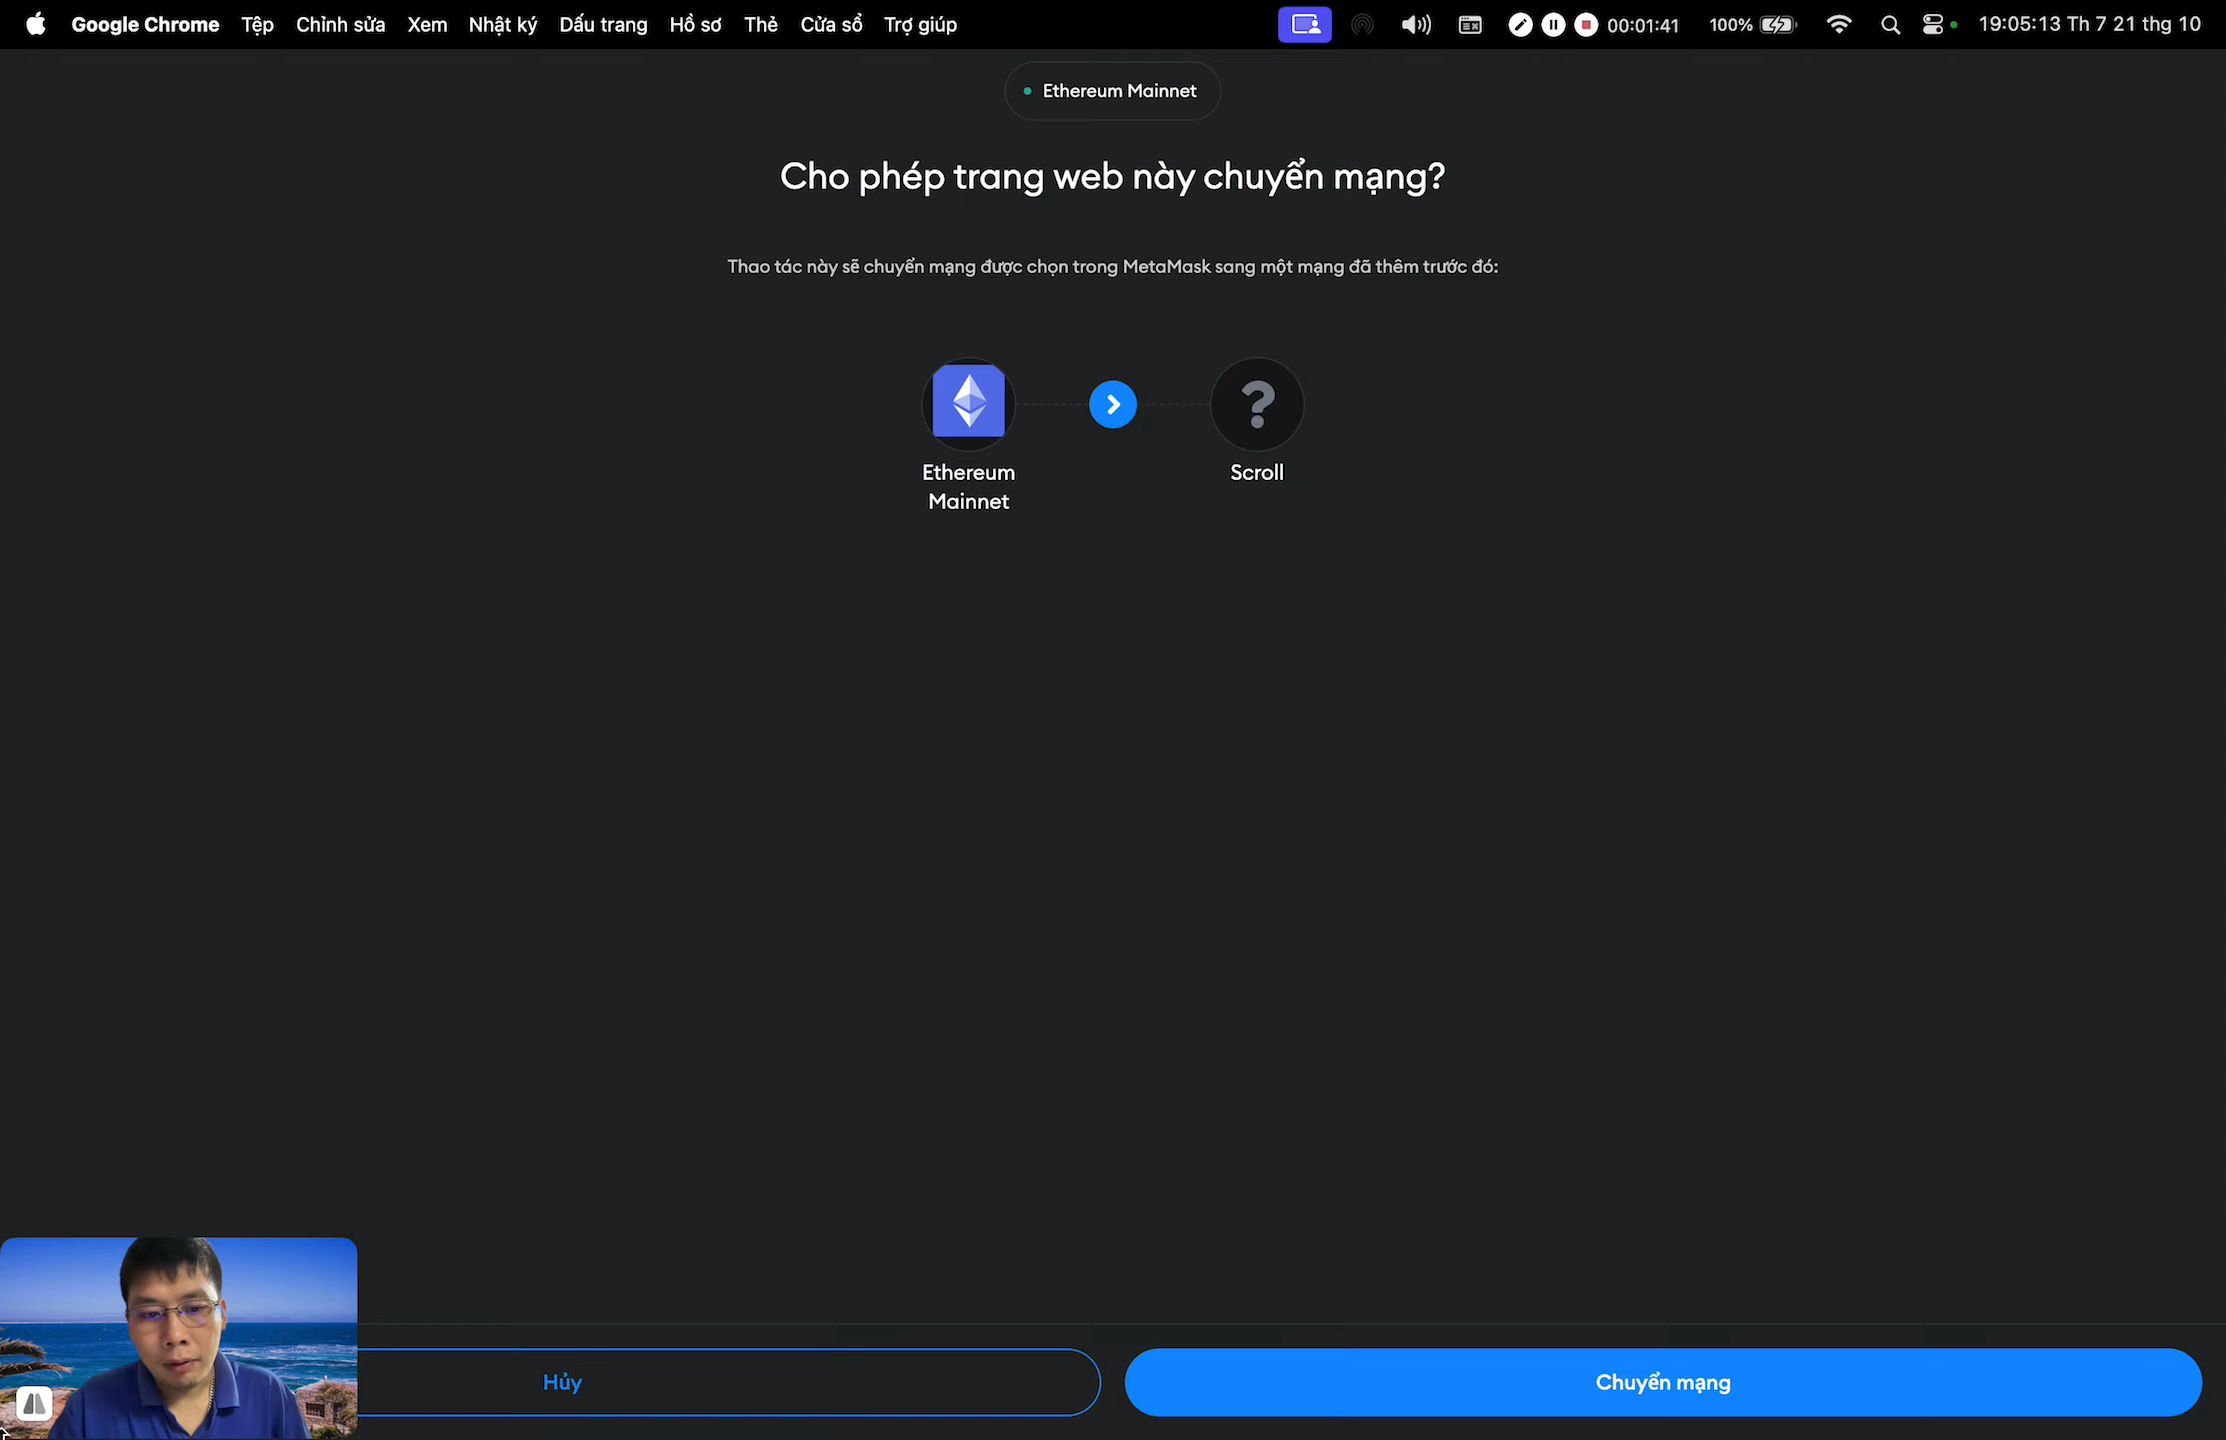 Google Chrome Tệp Chỉnh sửa Xem Nhật ký Dấu trang Hồ sơ Thẻ Cửa sổ Trợ giúp 00:01:41 100% 19:05:13 Th 7 21 thg 10
Ethereum Mainnet
Cho phép trang web này chuyển mạng?
Thao tác này sẽ chuyển mạng được chọn trong MetaMask sang một mạng đã thêm trước đó:
Ethereum
Mainnet
Scroll
Hủy
Chuyển mạng